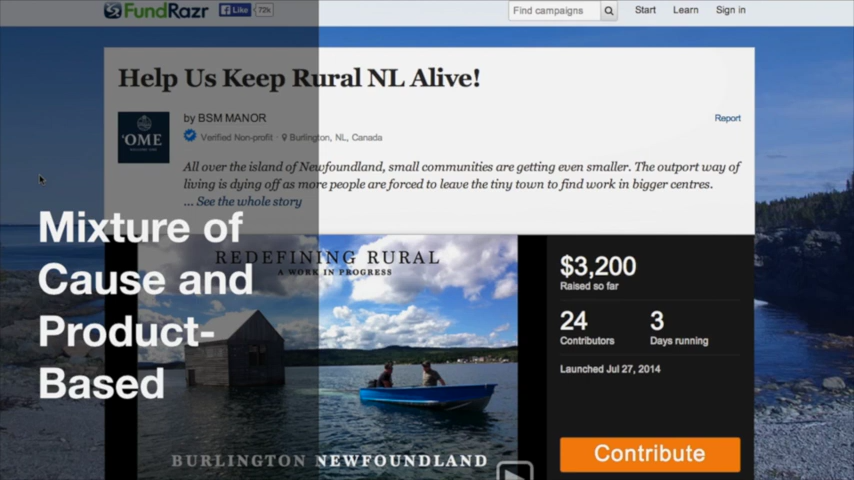 FundRazr
Like 72k
Find campaigns
Start Learn Sign in
Help Us Keep Rural NL Alive!
by BSM MANOR
Report
'OME
Verified Non-profit · Burlington, NL, Canada
All over the island of Newfoundland, small communities are getting even smaller. The outport way of
living is dying off as more people are forced to leave the tiny town to find work in bigger centres.
... See the whole story
Mixture of
Cause and
Product-
Based
REDEFINING RURAL
A WORK IN PROGRESS
BURLINGTON NEWFOUNDLAND
$3,200
Raised so far
24 3
Contributors Days running
Launched Jul 27, 2014
Contribute